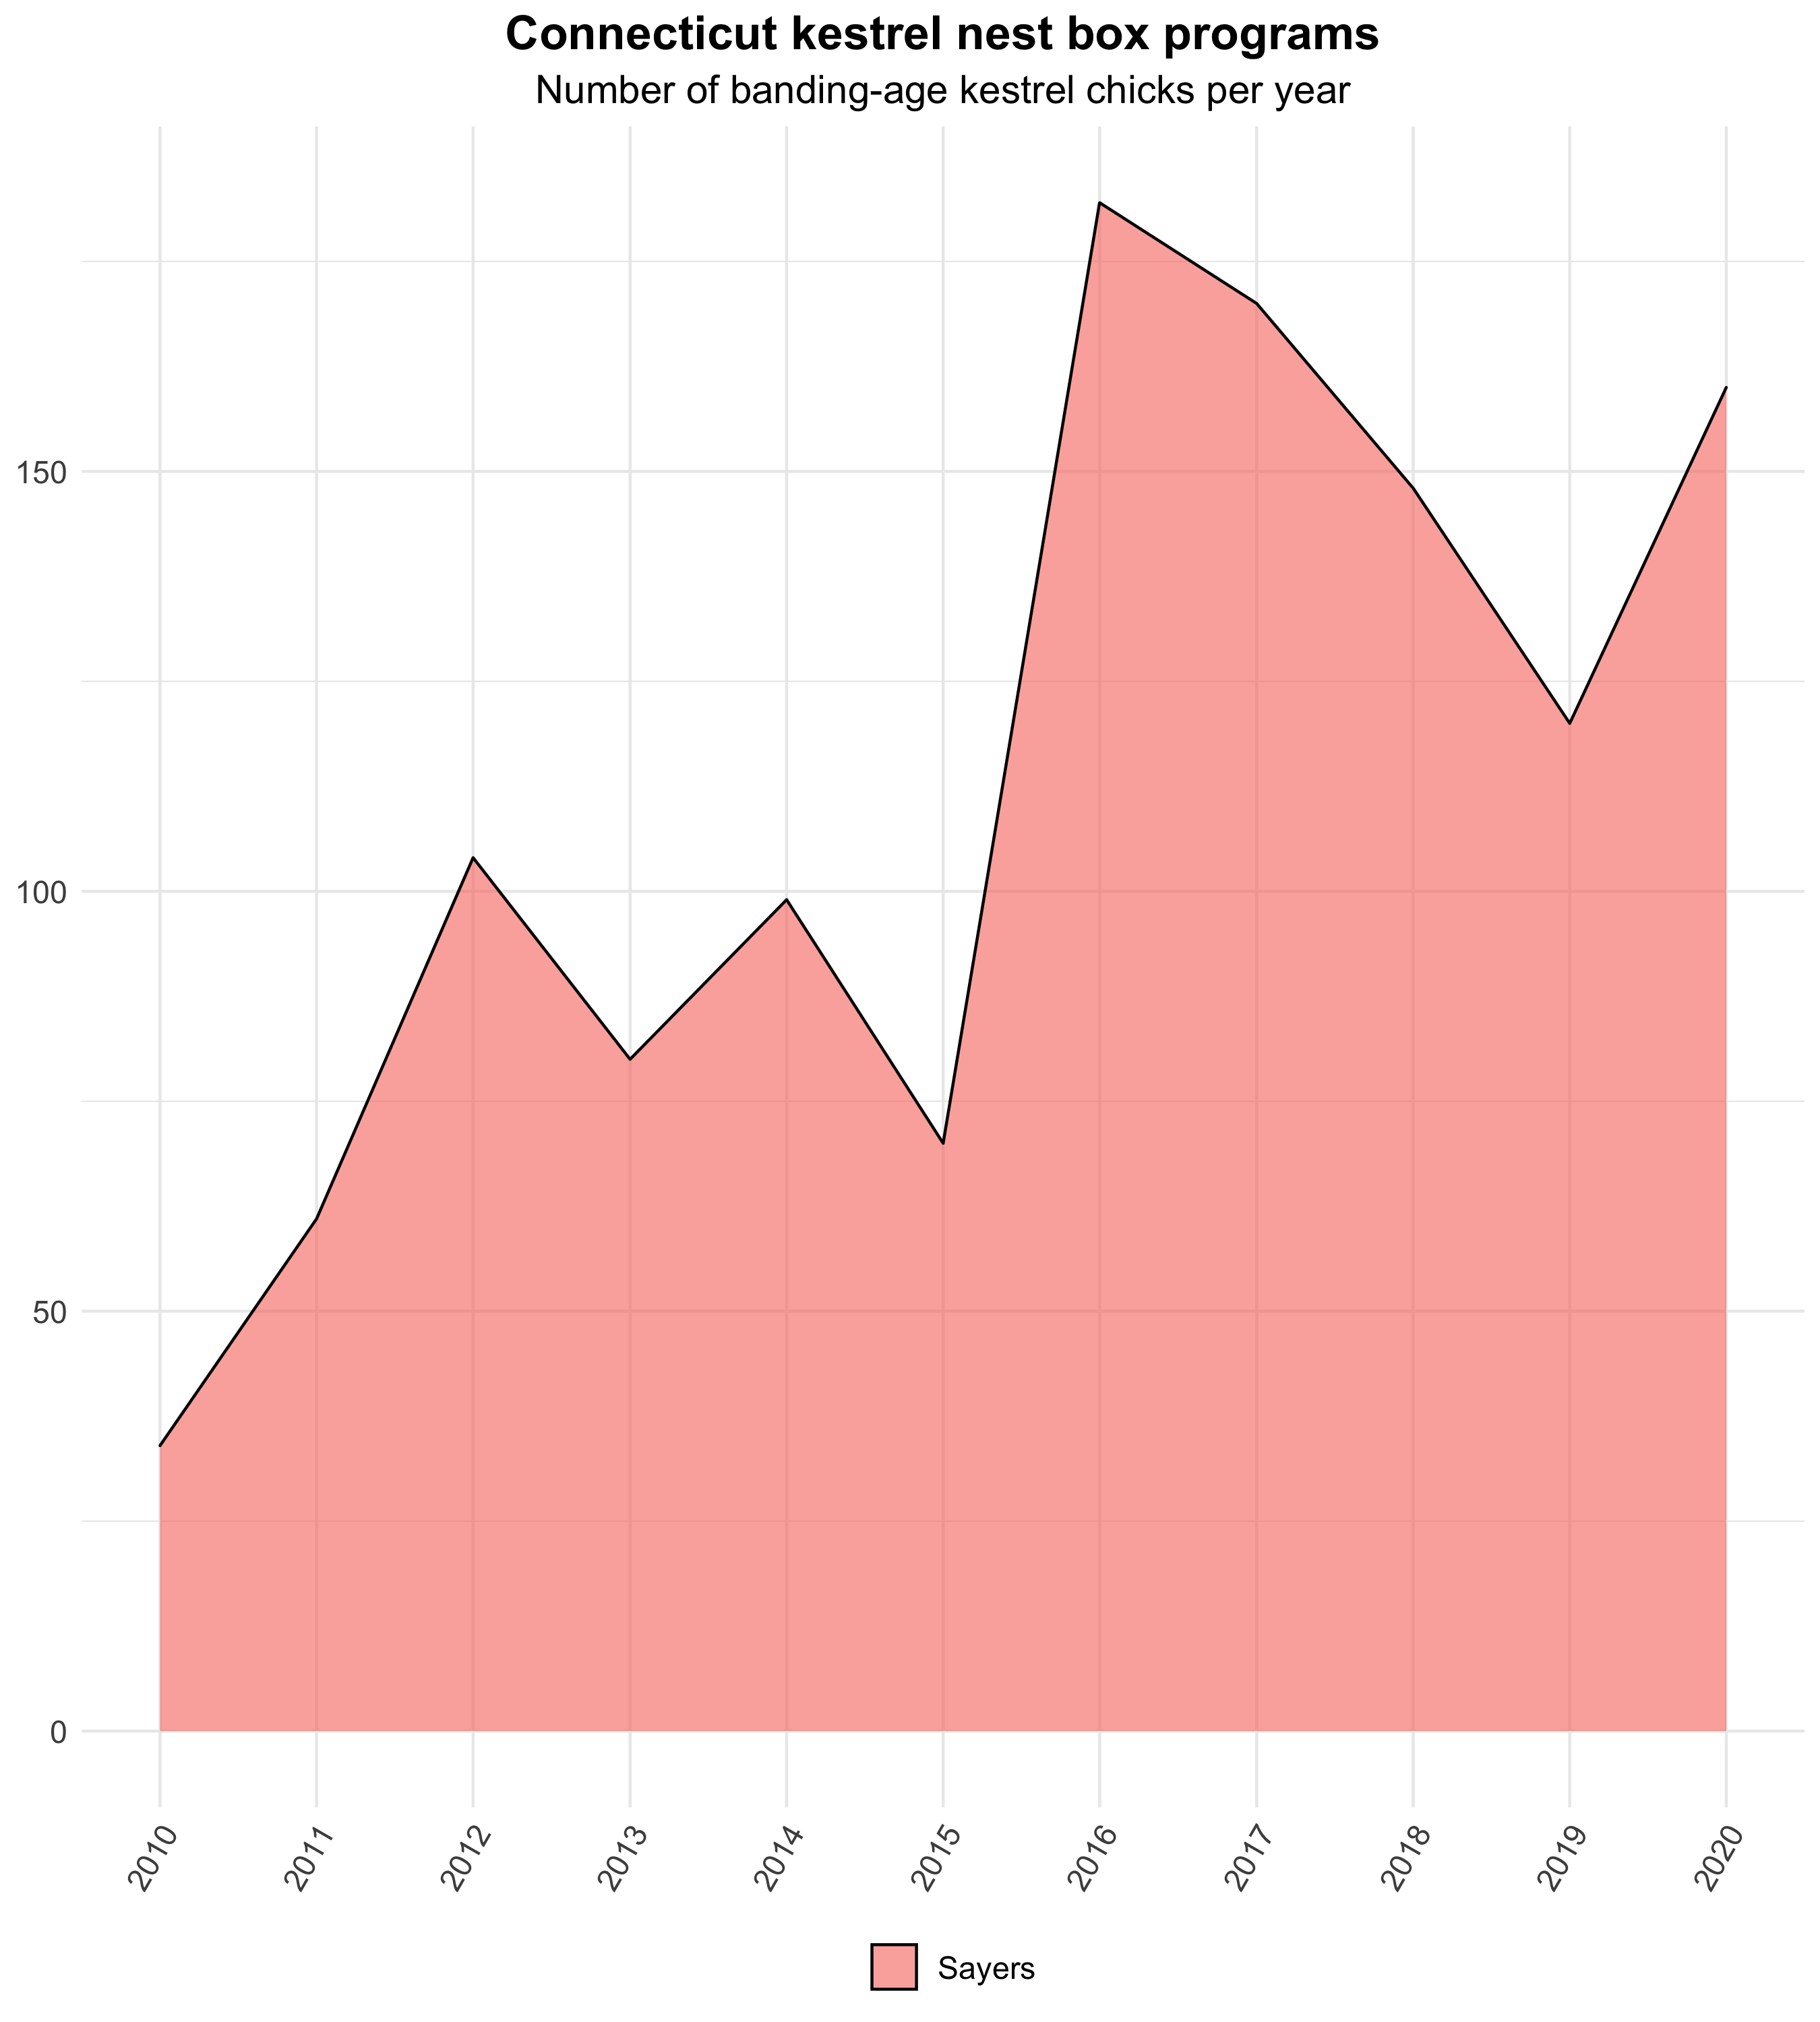 Connecticut kestrel nest box programs
Number of banding-age kestrel chicks per year
150
100
50
0
2010 2011 2012 2013 2014 2015 2016 2017 2018 2019 2020
Sayers